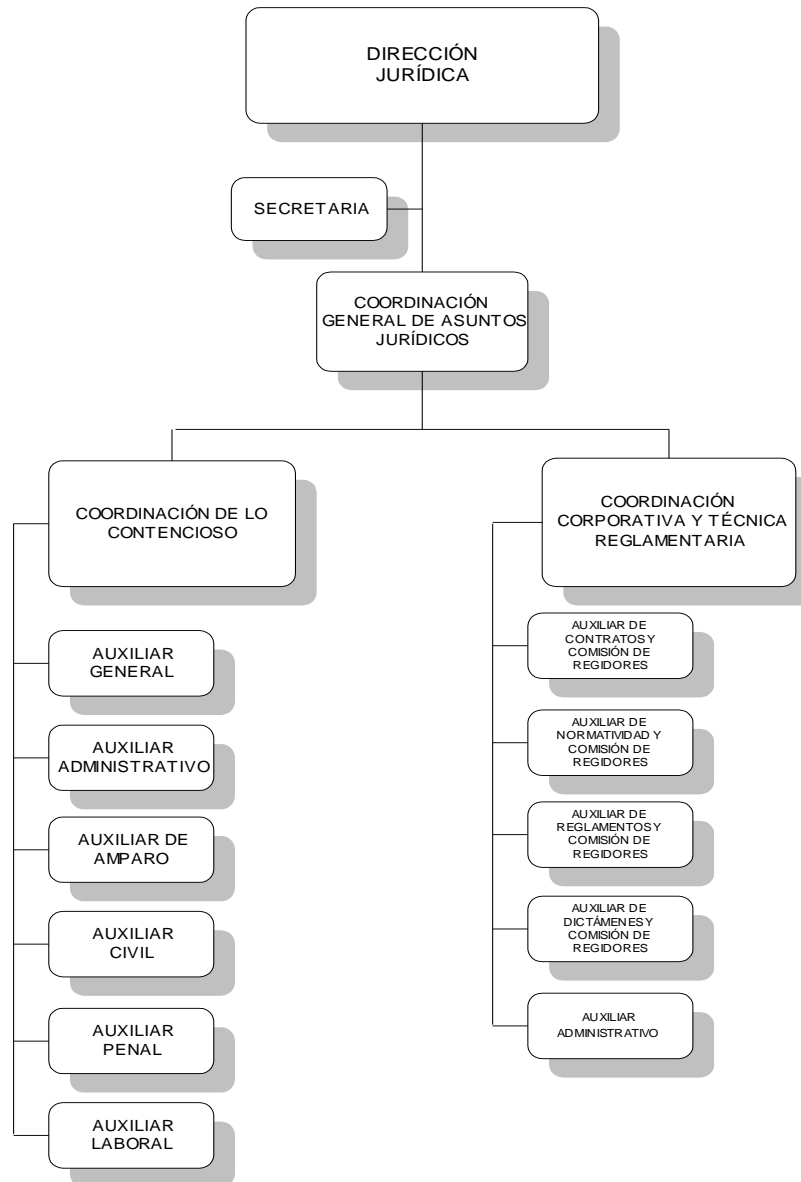 DIRECCIÓN
JURÍDICA
SECRETARIA
COORDINACIÓN
GENERAL DE ASUNTOS
JURÍDICOS
COORDINACIÓN DE LO
CONTENCIOSO
AUXILIAR
GENERAL
AUXILIAR
ADMINISTRATIVO
AUXILIAR DE
AMPARO
AUXILIAR
CIVIL
AUXILIAR
PENAL
AUXILIAR
LABORAL
COORDINACIÓN
CORPORATIVA Y TÉCNICA
REGLAMENTARIA
AUXILIAR DE
CONTRATOS Y
COMISIÓN DE
REGIDORES
AUXILIAR DE
NORMATIVIDAD Y
COMISIÓN DE
REGIDORES
AUXILIAR DE
REGLAMENTOS Y
COMISIÓN DE
REGIDORES
AUXILIAR DE
DICTÁMENES Y
COMISIÓN DE
REGIDORES
AUXILIAR
ADMINISTRATIVO